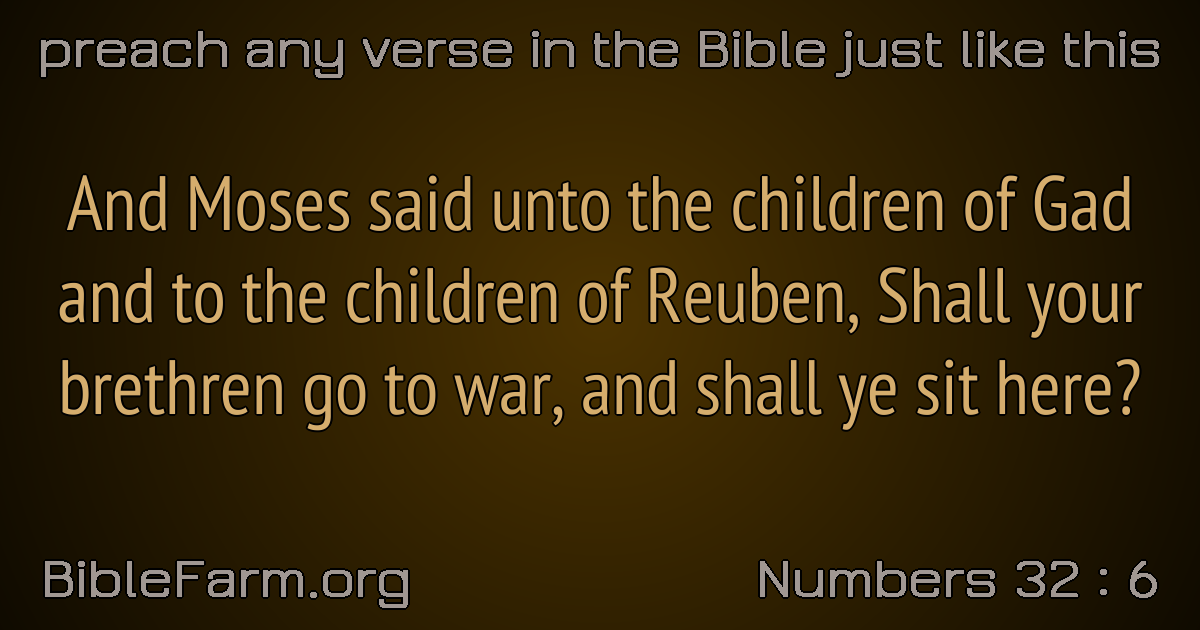 preach any verse in the Bible just like this
And Moses said unto the children of Gad
and to the children of Reuben, Shall your
brethren go to war, and shall ye sit here?
BibleFarm.org
Numbers 32 : 6